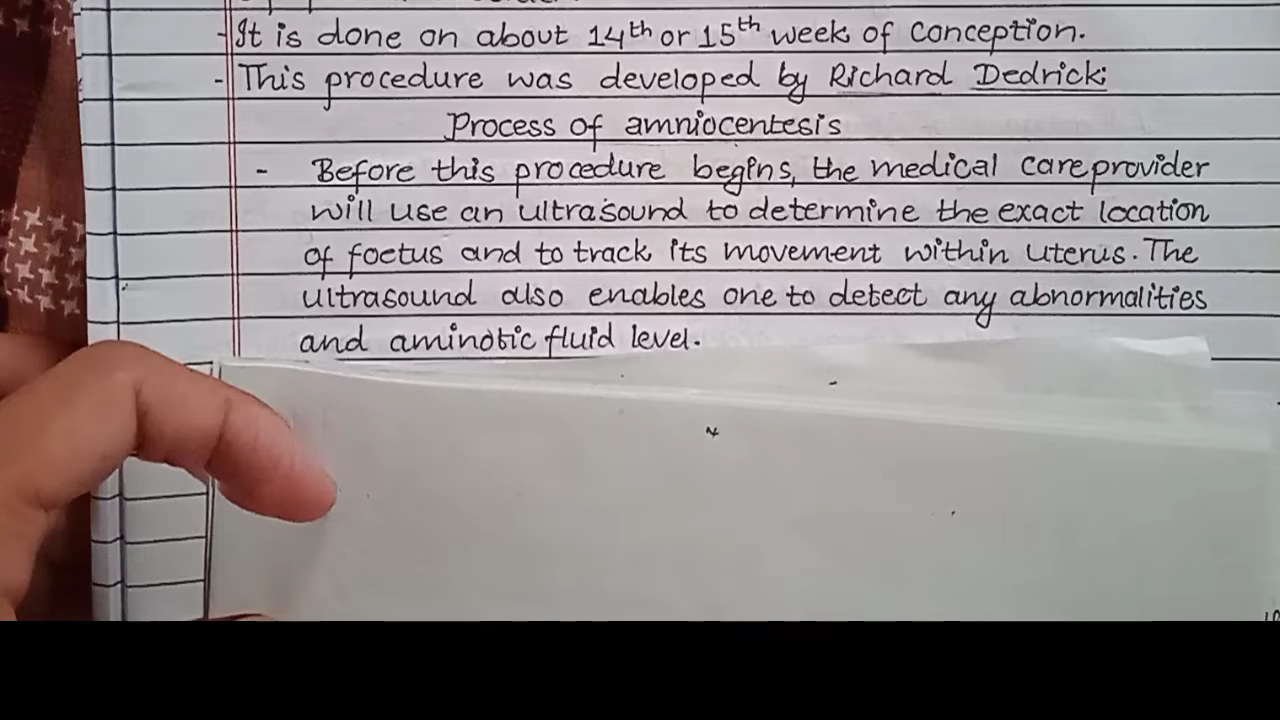 -It is done on about 14th or 15th week of conception.
- This procedure was developed by Richard Dedrick:
Process of amniocentesis
- Before this procedure begins, the medical care provider
will use an ultrasound to determine the exact location
of foetus and to track its movement within uterus. The
ultrasound also enables one to detect any abnormalities
and aminotic fluid level.